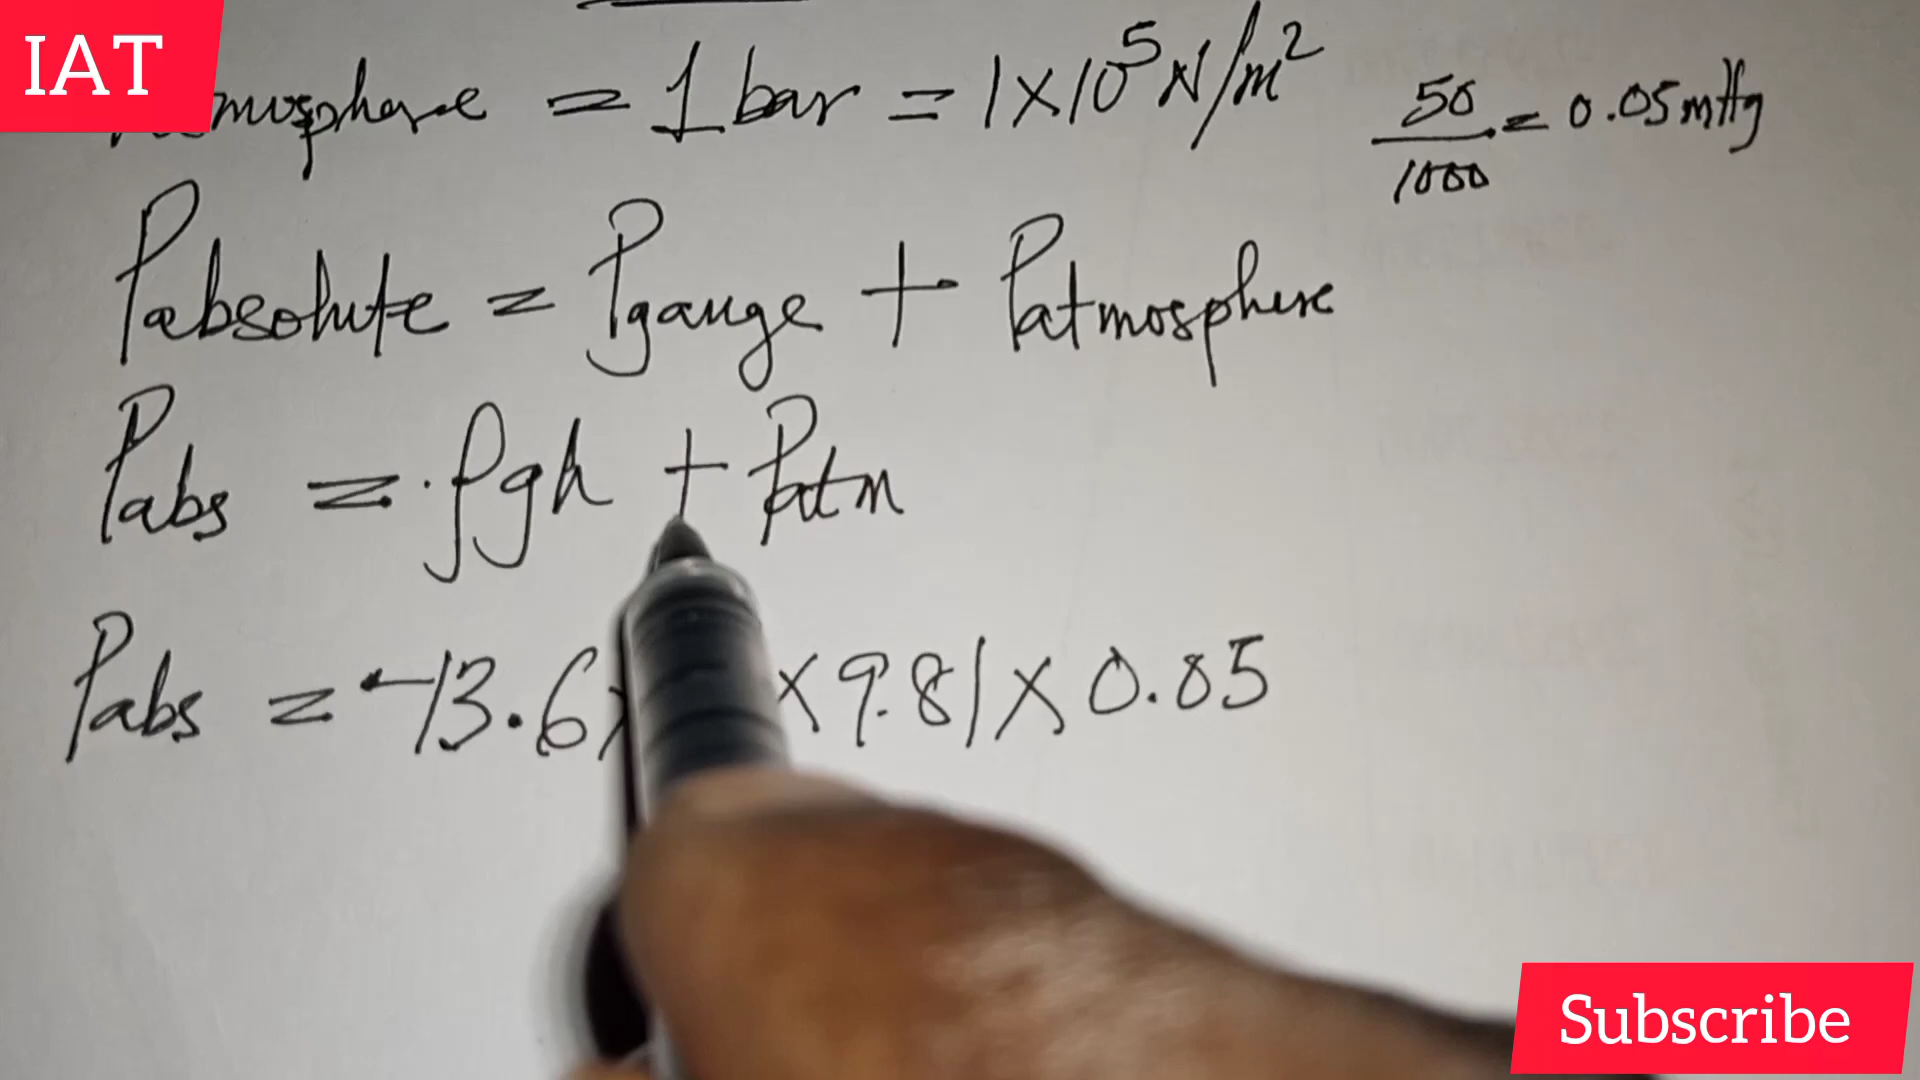 IAT
mosphere = 1 bar = 1×10⁵ N/m²
50/1000 = 0.05 mHg
Pabsolute = Pgauge + Patmosphere
Pabs = ρgh + Patm
Pabs = -13.6× ×9.81×0.05
Subscribe